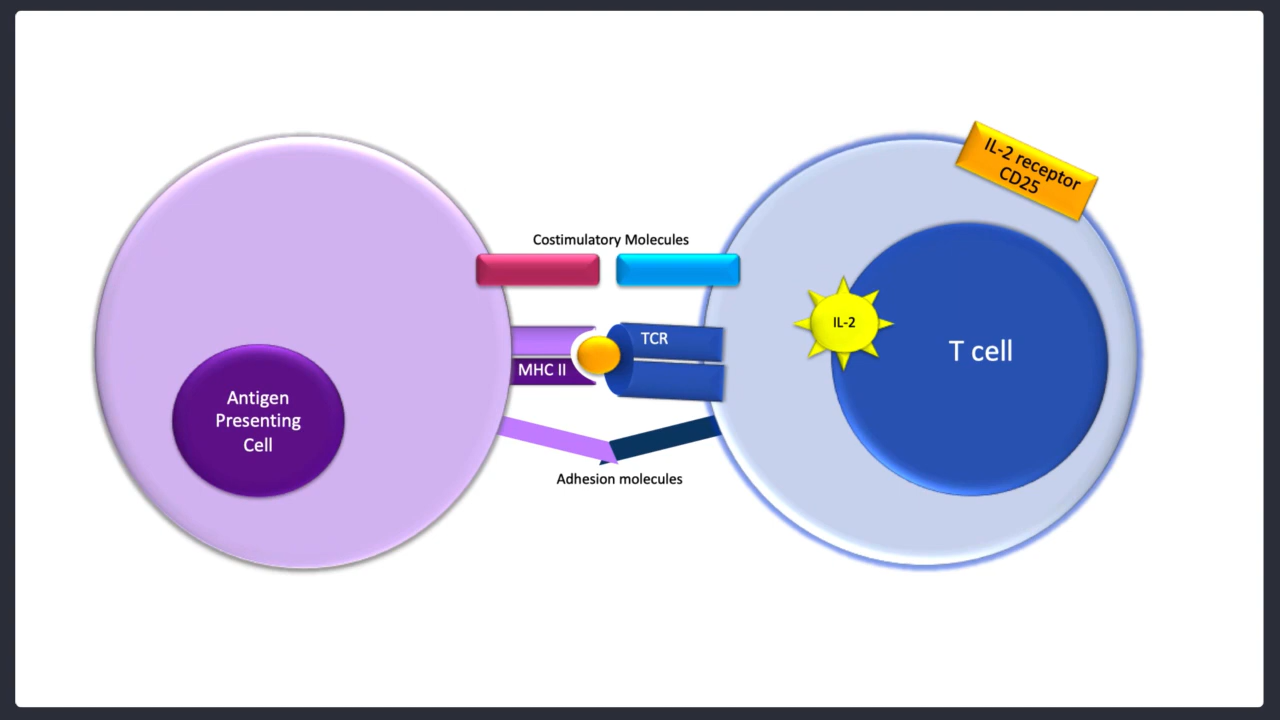 IL-2 receptor
CD25
Costimulatory Molecules
TCR
MHC II
IL-2
T cell
Antigen
Presenting
Cell
Adhesion molecules